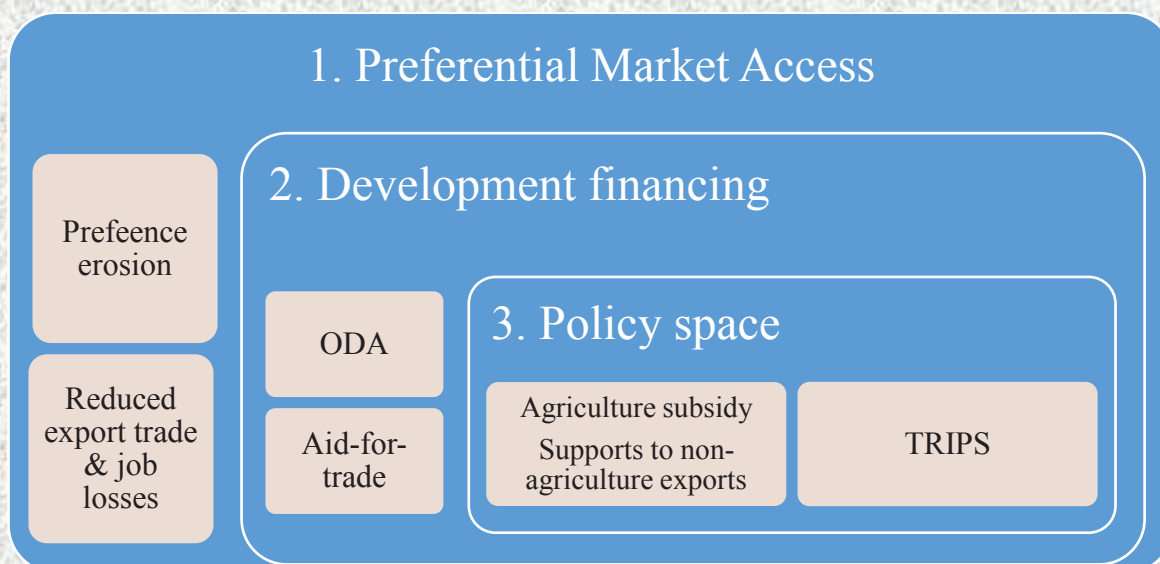 1. Preferential Market Access
Prefeence
erosion
Reduced
export trade
& job
losses
2. Development financing
ODA
Aid-for-
trade
3. Policy space
Agriculture subsidy
Supports to non-
agriculture exports
TRIPS